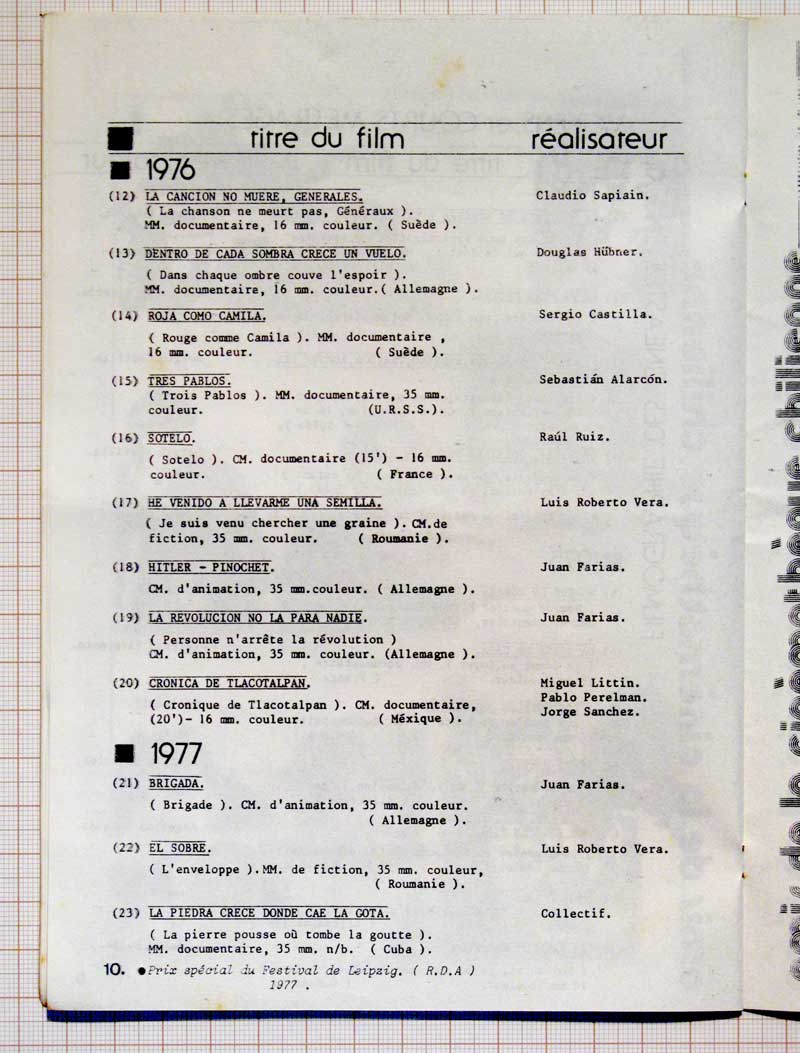 titre du film réalisateur
1976
(12) LA CANCION NO MUERE, GENERALES. Claudio Sapiain.
( La chanson ne meurt pas, Généraux ).
MM. documentaire, 16 mm. couleur. ( Suède ).
(13) DENTRO DE CADA SOMBRA CRECE UN VUELO. Douglas Hübner.
( Dans chaque ombre couve l'espoir ).
MM. documentaire, 16 mm. couleur.( Allemagne ).
(14) ROJA COMO CAMILA. Sergio Castilla.
( Rouge comme Camila ). MM. documentaire ,
16 mm. couleur. ( Suède ).
(15) TRES PABLOS. Sebastián Alarcón.
( Trois Pablos ). MM. documentaire, 35 mm.
couleur. (U.R.S.S.).
(16) SOTELO. Raúl Ruiz.
( Sotelo ). CM. documentaire (15') - 16 mm.
couleur. ( France ).
(17) HE VENIDO A LLEVARME UNA SEMILLA. Luis Roberto Vera.
( Je suis venu chercher une graine ). CM.de
fiction, 35 mm. couleur. ( Roumanie ).
(18) HITLER - PINOCHET. Juan Farias.
CM. d'animation, 35 mm.couleur. ( Allemagne ).
(19) LA REVOLUCION NO LA PARA NADIE. Juan Farias.
( Personne n'arrête la révolution )
CM. d'animation, 35 mm. couleur. (Allemagne ).
(20) CRONICA DE TLACOTALPAN. Miguel Littin.
Pablo Perelman.
( Cronique de Tlacotalpan ). CM. documentaire, Jorge Sanchez.
(20')- 16 mm. couleur. ( Méxique ).
1977
(21) BRIGADA. Juan Farias.
( Brigade ). CM. d'animation, 35 mm. couleur.
( Allemagne ).
(22) EL SOBRE. Luis Roberto Vera.
( L'enveloppe ).MM. de fiction, 35 mm. couleur,
( Roumanie ).
(23) LA PIEDRA CRECE DONDE CAE LA GOTA. Collectif.
( La pierre pousse où tombe la goutte ).
MM. documentaire, 35 mm. n/b. ( Cuba ).
10. ●Prix spécial du Festival de Leipzig. ( R.D.A )
1977 .
de la cinémathèque chilienne